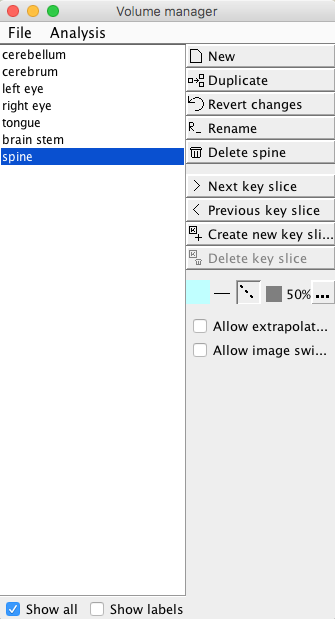 Volume manager
File Analysis
cerebellum
cerebrum
left eye
right eye
tongue
brain stem
spine
New
Duplicate
Revert changes
R_ Rename
Delete spine
Next key slice
Previous key slice
K Create new key sli...
K Delete key slice
50% ...
Allow extrapolat...
Allow image swi...
Show all Show labels